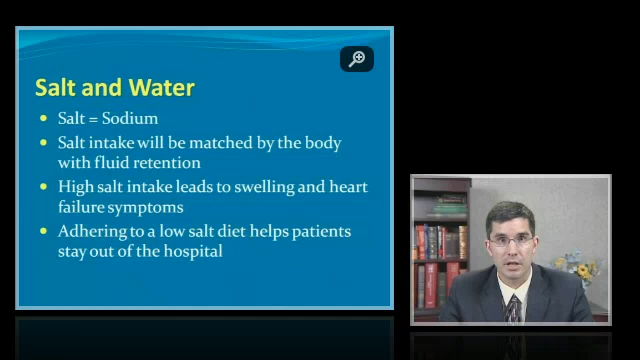 Salt and Water
Salt = Sodium
Salt intake will be matched by the body
with fluid retention
High salt intake leads to swelling and heart
failure symptoms
Adhering to a low salt diet helps patients
stay out of the hospital